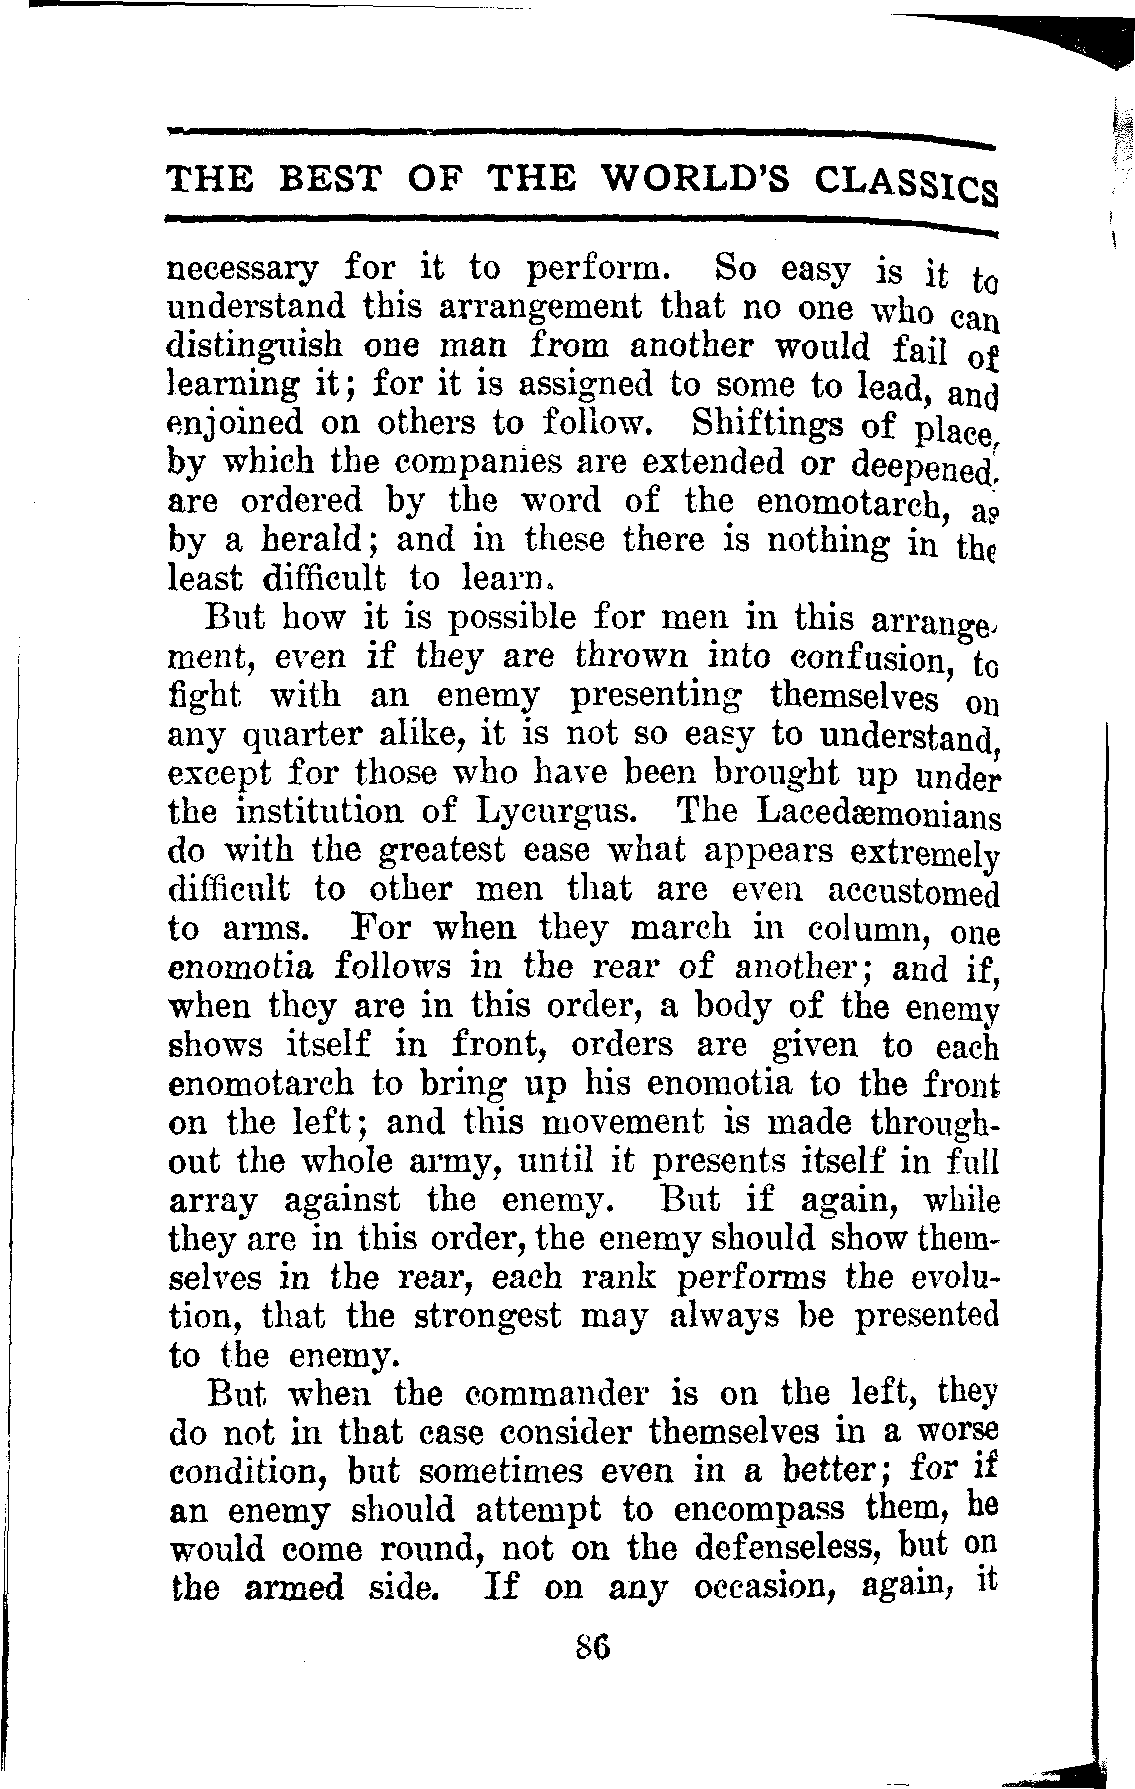 THE BEST OF THE WORLD'S CLASSICS
necessary for it to perform. So easy is it to
understand this arrangement that no one who can
distinguish one man from another would fail of
learning it; for it is assigned to some to lead, and
enjoined on others to follow. Shiftings of place,
by which the companies are extended or deepened,
are ordered by the word of the enomotarch, as
by a herald; and in these there is nothing in the
least difficult to learn.
But how it is possible for men in this arrange-
ment, even if they are thrown into confusion, to
fight with an enemy presenting themselves on
any quarter alike, it is not so easy to understand,
except for those who have been brought up under
the institution of Lycurgus. The Lacedæmonians
do with the greatest ease what appears extremely
difficult to other men that are even accustomed
to arms. For when they march in column, one
enomotia follows in the rear of another; and if,
when they are in this order, a body of the enemy
shows itself in front, orders are given to each
enomotarch to bring up his enomotia to the front
on the left; and this movement is made through-
out the whole army, until it presents itself in full
array against the enemy. But if again, while
they are in this order, the enemy should show them-
selves in the rear, each rank performs the evolu-
tion, that the strongest may always be presented
to the enemy.
But when the commander is on the left, they
do not in that case consider themselves in a worse
condition, but sometimes even in a better; for if
an enemy should attempt to encompass them, he
would come round, not on the defenseless, but on
the armed side. If on any occasion, again, it
86